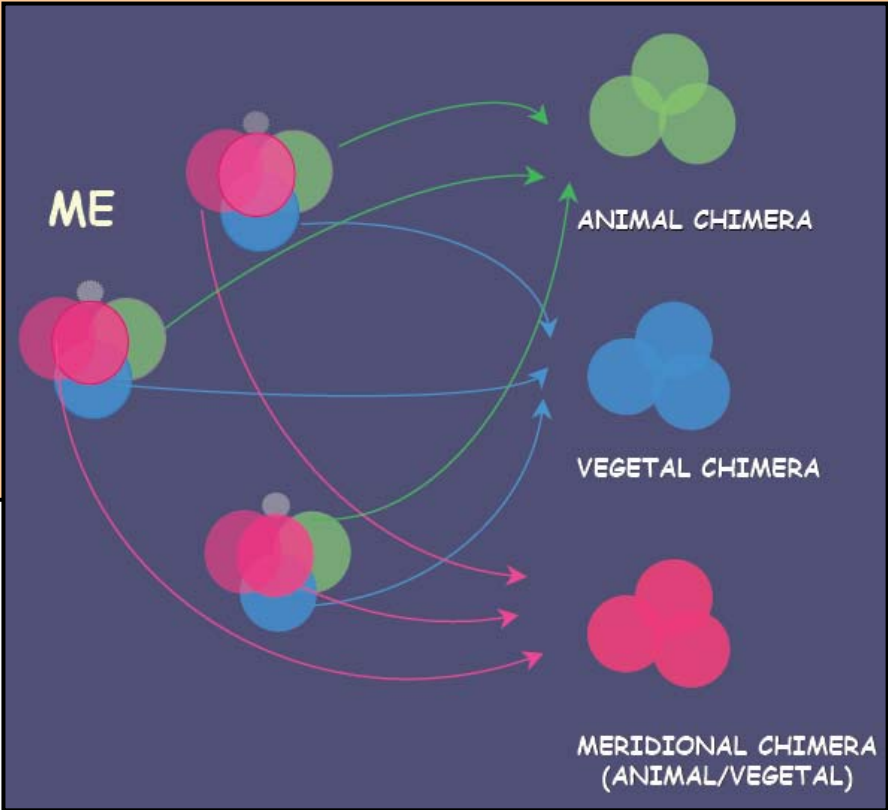 ME
ANIMAL CHIMERA
VEGETAL CHIMERA
MERIDIONAL CHIMERA
(ANIMAL/VEGETAL)